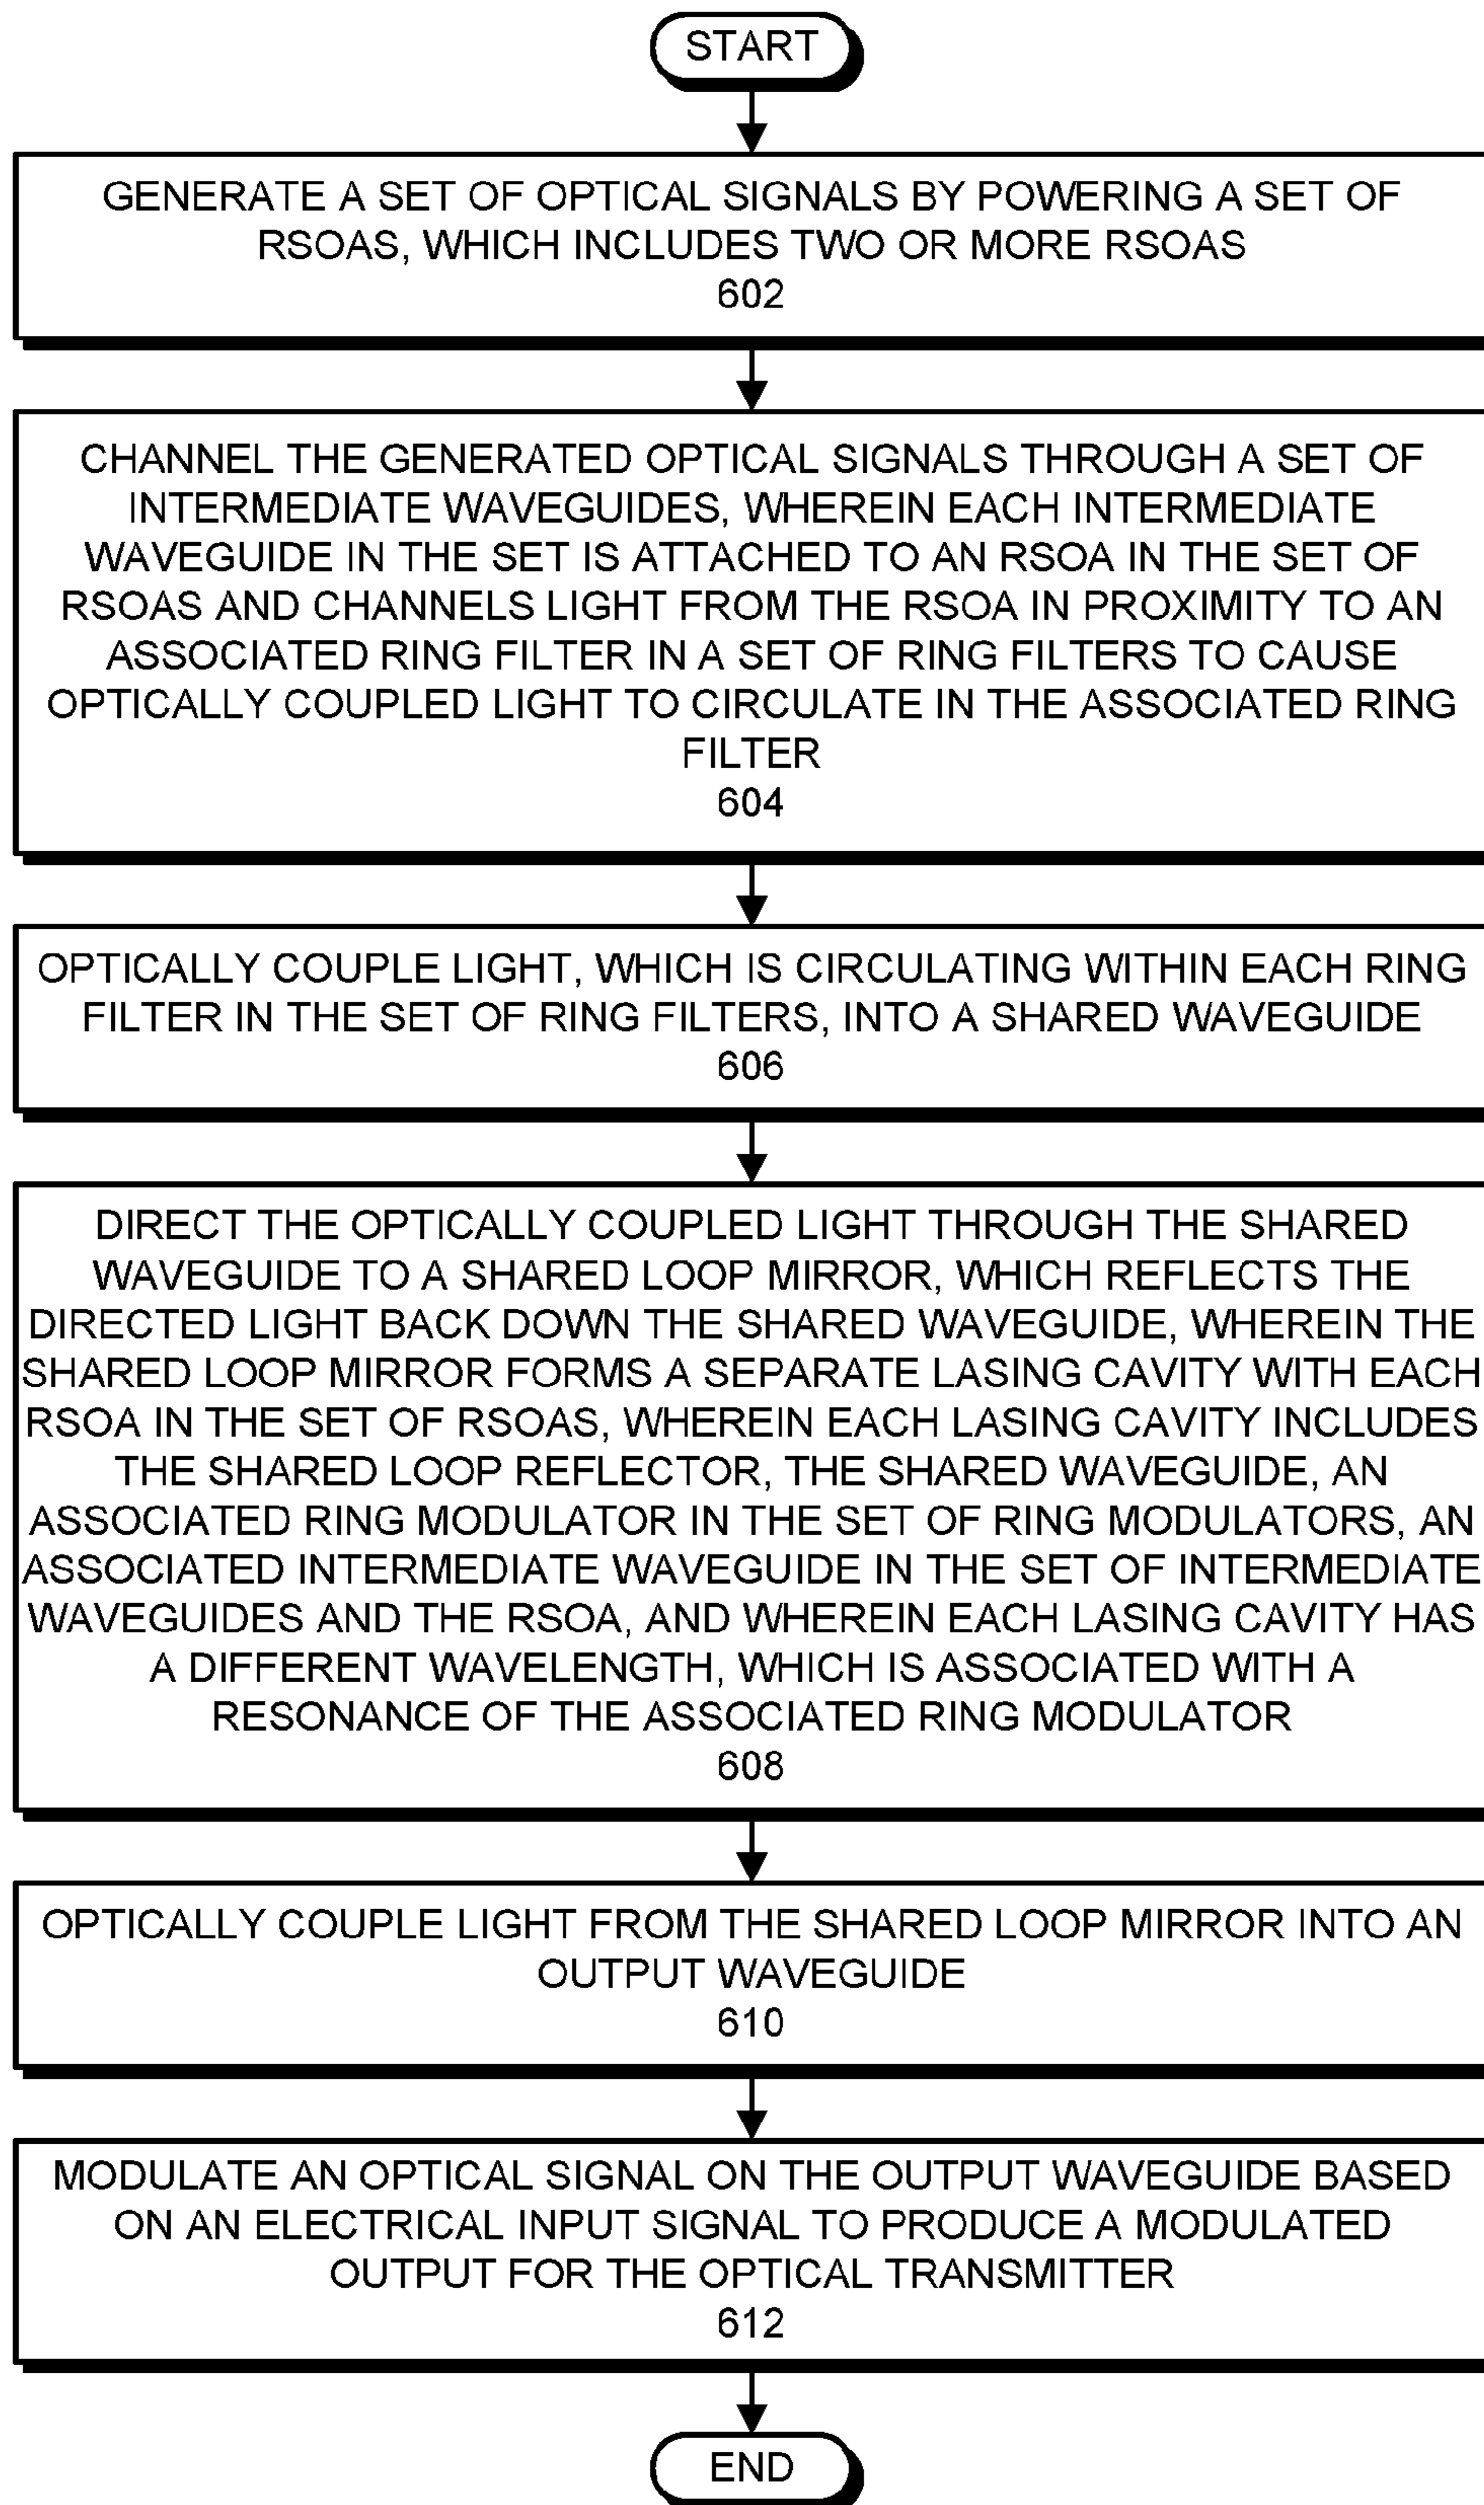 START
GENERATE A SET OF OPTICAL SIGNALS BY POWERING A SET OF
RSOAS, WHICH INCLUDES TWO OR MORE RSOAS
602
CHANNEL THE GENERATED OPTICAL SIGNALS THROUGH A SET OF
INTERMEDIATE WAVEGUIDES, WHEREIN EACH INTERMEDIATE
WAVEGUIDE IN THE SET IS ATTACHED TO AN RSOA IN THE SET OF
RSOAS AND CHANNELS LIGHT FROM THE RSOA IN PROXIMITY TO AN
ASSOCIATED RING FILTER IN A SET OF RING FILTERS TO CAUSE
OPTICALLY COUPLED LIGHT TO CIRCULATE IN THE ASSOCIATED RING
FILTER
604
OPTICALLY COUPLE LIGHT, WHICH IS CIRCULATING WITHIN EACH RING
FILTER IN THE SET OF RING FILTERS, INTO A SHARED WAVEGUIDE
606
DIRECT THE OPTICALLY COUPLED LIGHT THROUGH THE SHARED
WAVEGUIDE TO A SHARED LOOP MIRROR, WHICH REFLECTS THE
DIRECTED LIGHT BACK DOWN THE SHARED WAVEGUIDE, WHEREIN THE
SHARED LOOP MIRROR FORMS A SEPARATE LASING CAVITY WITH EACH
RSOA IN THE SET OF RSOAS, WHEREIN EACH LASING CAVITY INCLUDES
THE SHARED LOOP REFLECTOR, THE SHARED WAVEGUIDE, AN
ASSOCIATED RING MODULATOR IN THE SET OF RING MODULATORS, AN
ASSOCIATED INTERMEDIATE WAVEGUIDE IN THE SET OF INTERMEDIATE
WAVEGUIDES AND THE RSOA, AND WHEREIN EACH LASING CAVITY HAS
A DIFFERENT WAVELENGTH, WHICH IS ASSOCIATED WITH A
RESONANCE OF THE ASSOCIATED RING MODULATOR
608
OPTICALLY COUPLE LIGHT FROM THE SHARED LOOP MIRROR INTO AN
OUTPUT WAVEGUIDE
610
MODULATE AN OPTICAL SIGNAL ON THE OUTPUT WAVEGUIDE BASED
ON AN ELECTRICAL INPUT SIGNAL TO PRODUCE A MODULATED
OUTPUT FOR THE OPTICAL TRANSMITTER
612
END